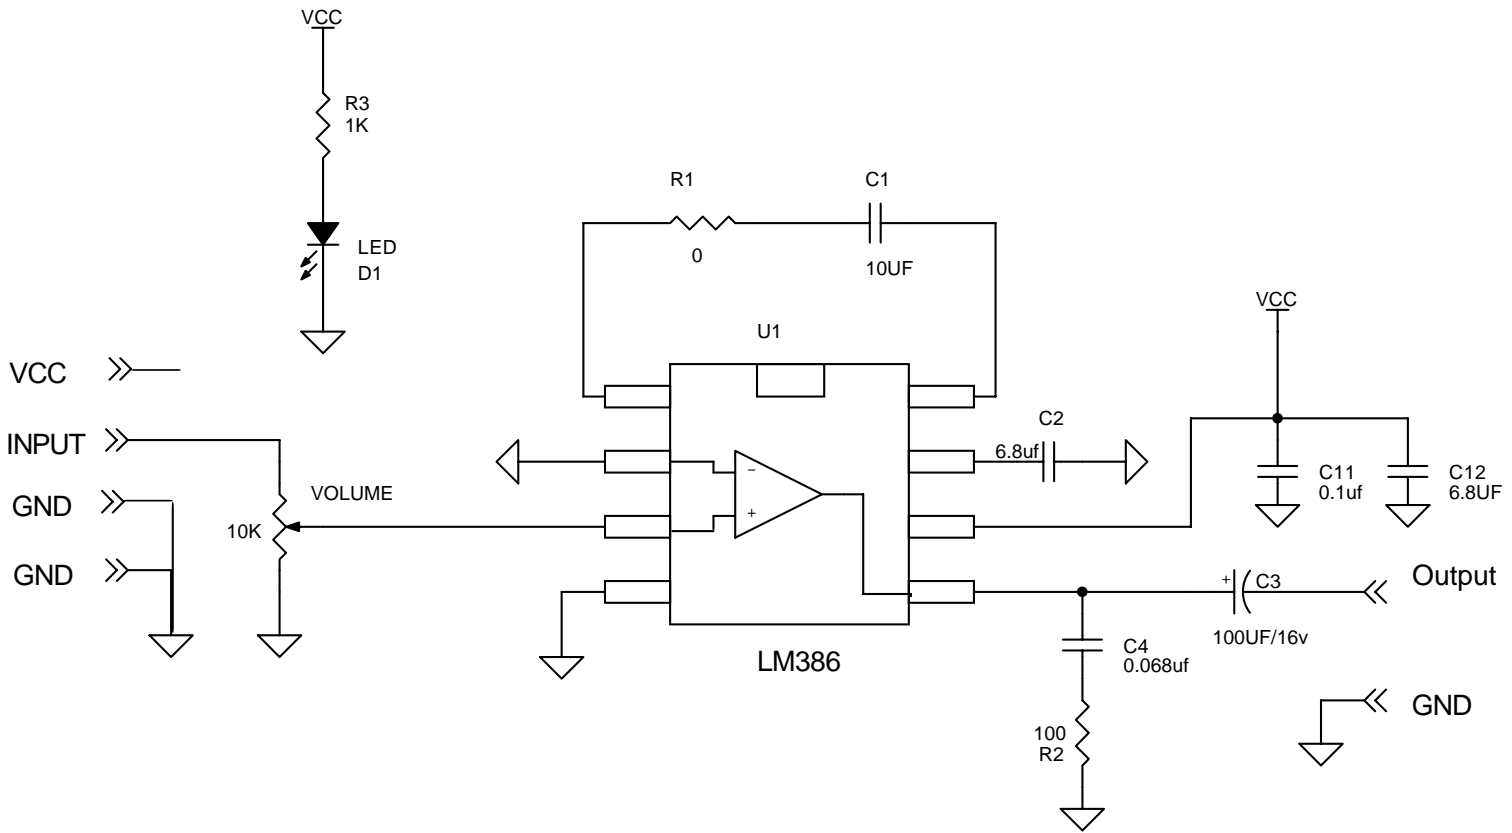 VCC
R3
1K
LED
D1
R1
C1
0
10UF
U1
VCC
VCC
INPUT
GND
GND
VOLUME
10K
C2
6.8uf
−
+
LM386
C11
0.1uf
C12
6.8UF
+
C3
100UF/16v
Output
C4
0.068uf
100
R2
GND